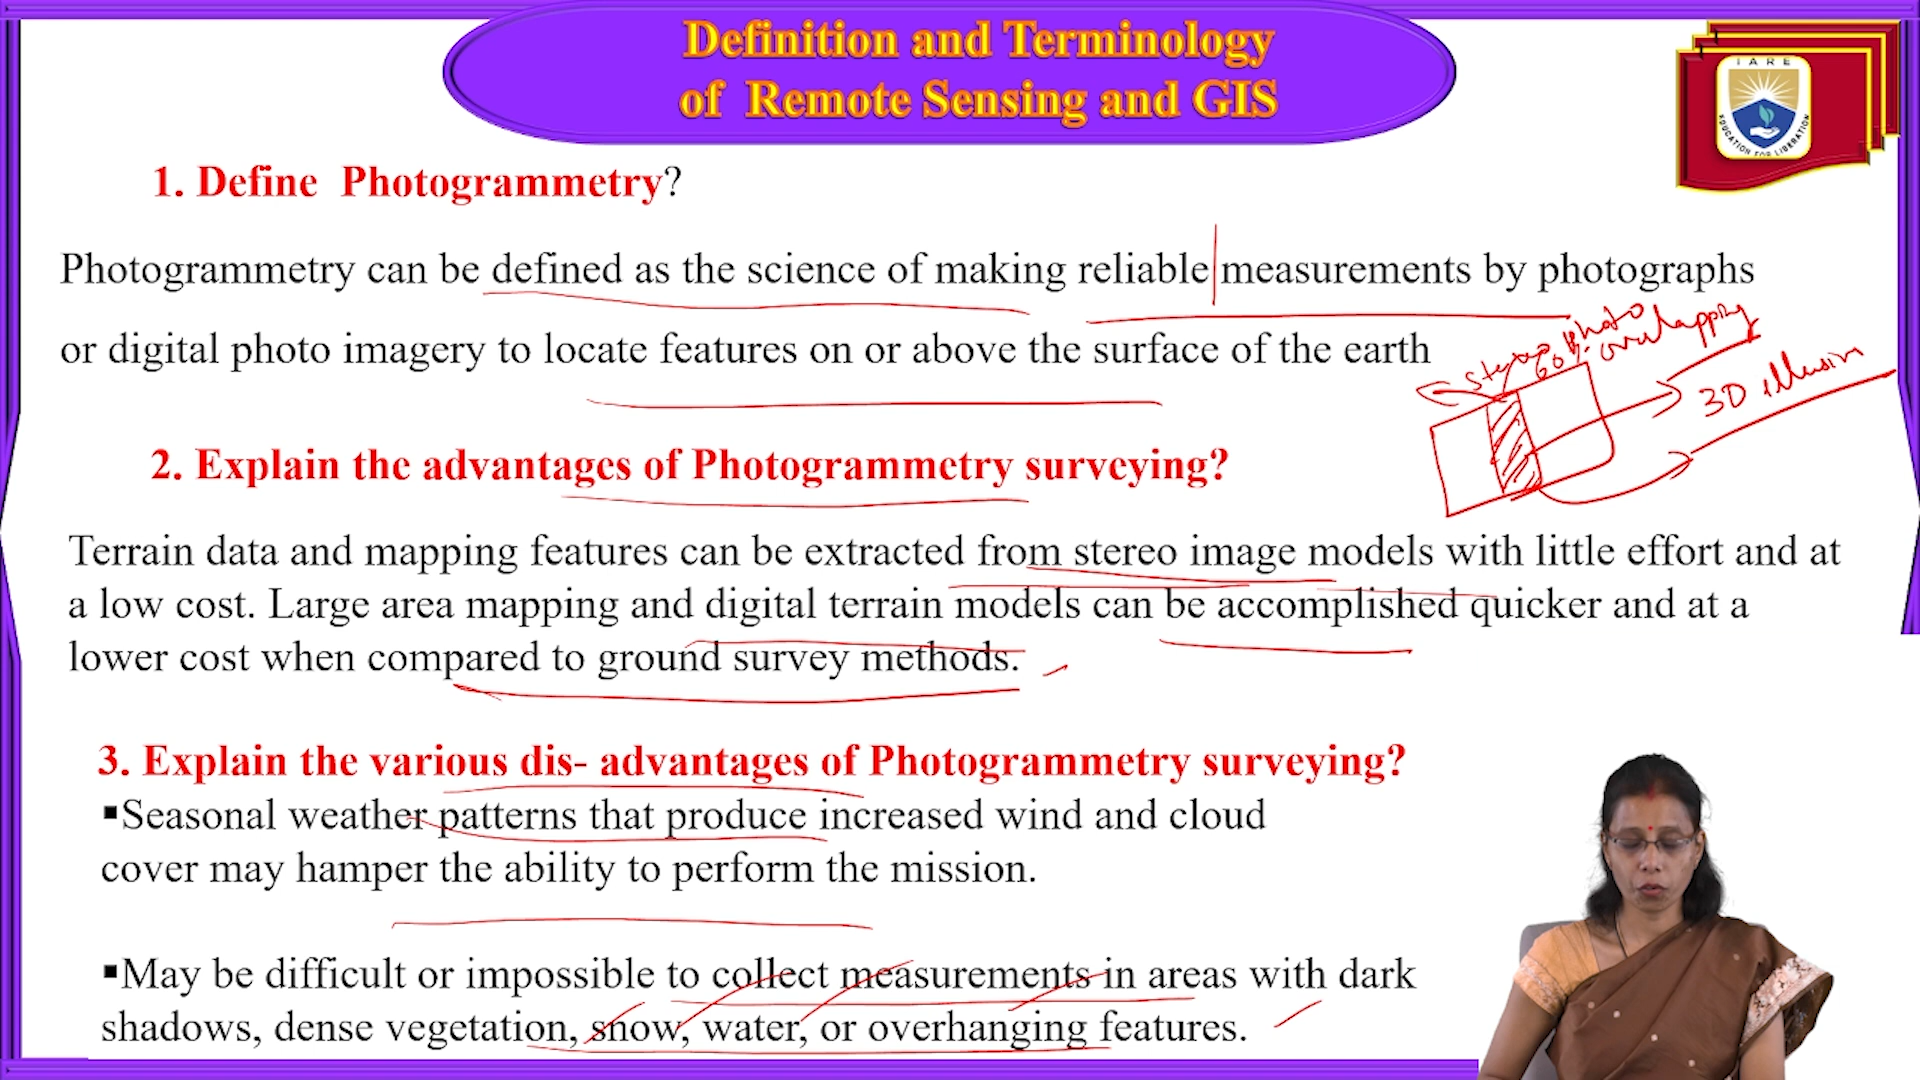 Definition and Terminology
of Remote Sensing and GIS
IARE
EDUCATION FOR LIBERATION
1. Define Photogrammetry?
Photogrammetry can be defined as the science of making reliable measurements by photographs
or digital photo imagery to locate features on or above the surface of the earth
Stereo photo
60% overlapping
3D illusion
2. Explain the advantages of Photogrammetry surveying?
Terrain data and mapping features can be extracted from stereo image models with little effort and at
a low cost. Large area mapping and digital terrain models can be accomplished quicker and at a
lower cost when compared to ground survey methods.
3. Explain the various dis- advantages of Photogrammetry surveying?
▪Seasonal weather patterns that produce increased wind and cloud
cover may hamper the ability to perform the mission.
▪May be difficult or impossible to collect measurements in areas with dark
shadows, dense vegetation, snow, water, or overhanging features.